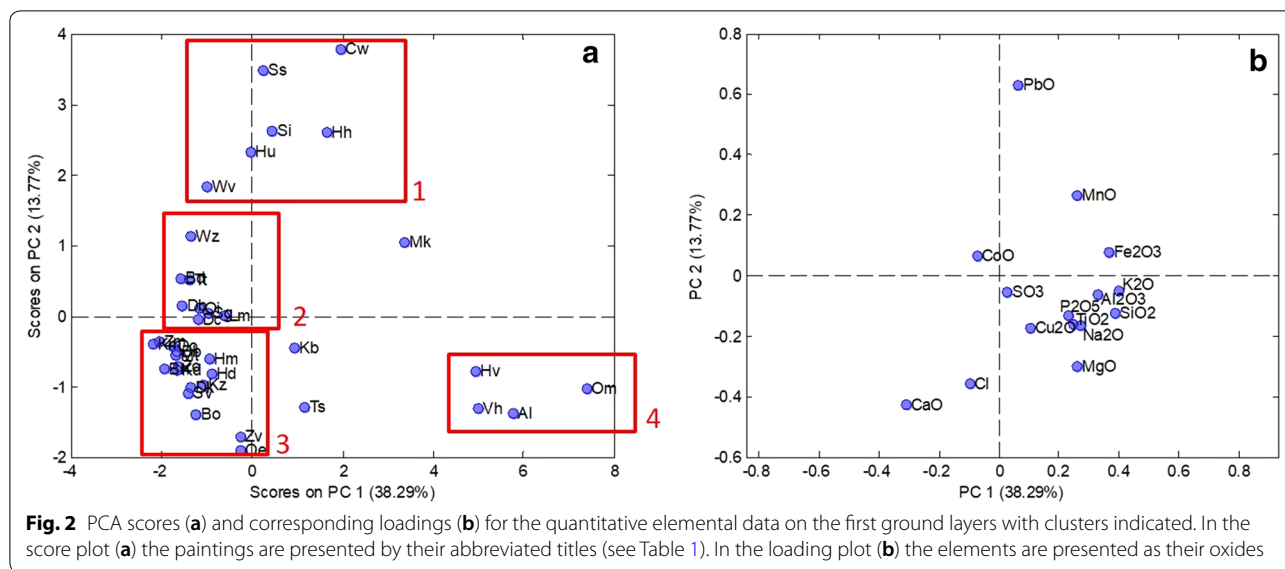 a
4
3
2
1
0
-1
-2
Scores on PC 2 (13.77%)
Cw
Ss
Si
Hh
Hu
Wv
1
Mk
Wz
Tt
Db
Sg
Lm
Dc
2
Kb
Zm
Hm
Hd
Kz
Sv
Bo
Zv
Oe
3
Ts
Hv
Om
Vh
Al
4
-4 -2 0 2 4 6 8
Scores on PC 1 (38.29%)
b
0.8
0.6
0.4
0.2
0
-0.2
-0.4
-0.6
PC 2 (13.77%)
PbO
MnO
CoO
Fe2O3
SO3
K2O
Al2O3
P2O5
SiO2
TiO2
Cu2O
Na2O
MgO
Cl
CaO
-0.8 -0.6 -0.4 -0.2 0 0.2 0.4 0.6 0.8
PC 1 (38.29%)
Fig. 2 PCA scores (a) and corresponding loadings (b) for the quantitative elemental data on the first ground layers with clusters indicated. In the
score plot (a) the paintings are presented by their abbreviated titles (see Table 1). In the loading plot (b) the elements are presented as their oxides